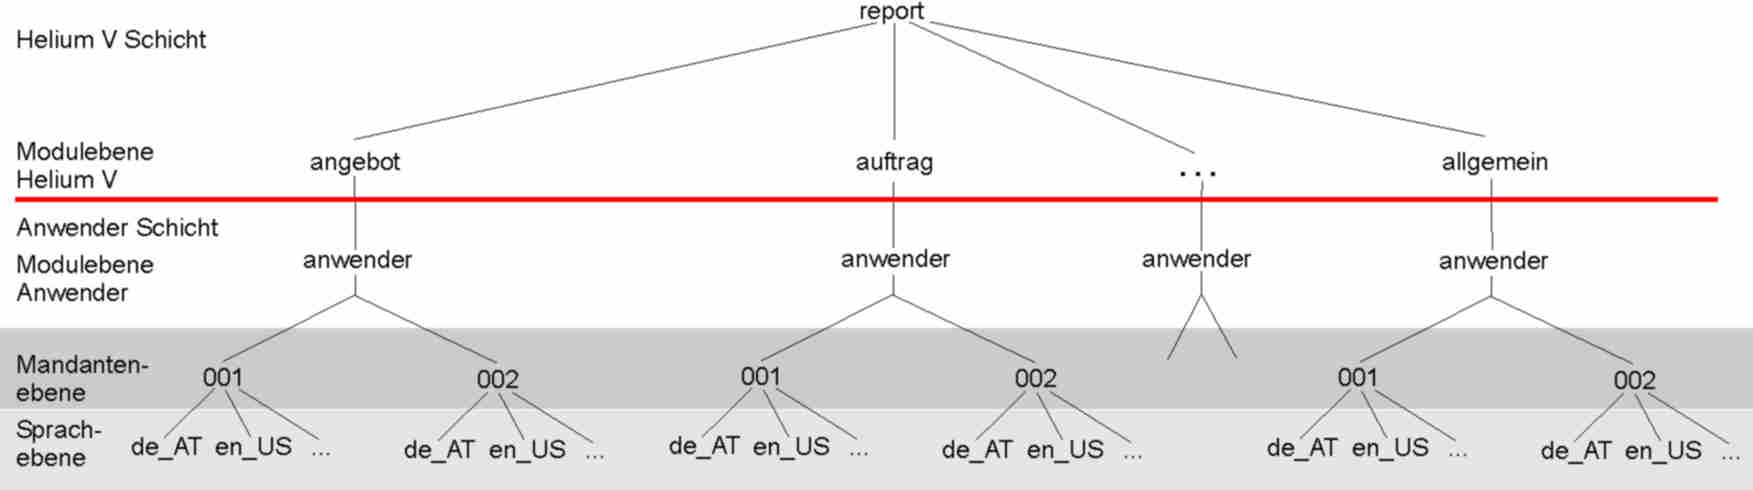 report
Helium V Schicht
Modulebene
Helium V
angebot auftrag ... allgemein
Anwender Schicht
Modulebene
Anwender
anwender anwender anwender anwender
Mandanten-
ebene
001 002 001 002 001 002
Sprach-
ebene
de_AT en_US ... de_AT en_US ... de_AT en_US ... de_AT en_US ... de_AT en_US ... de_AT en_US ...